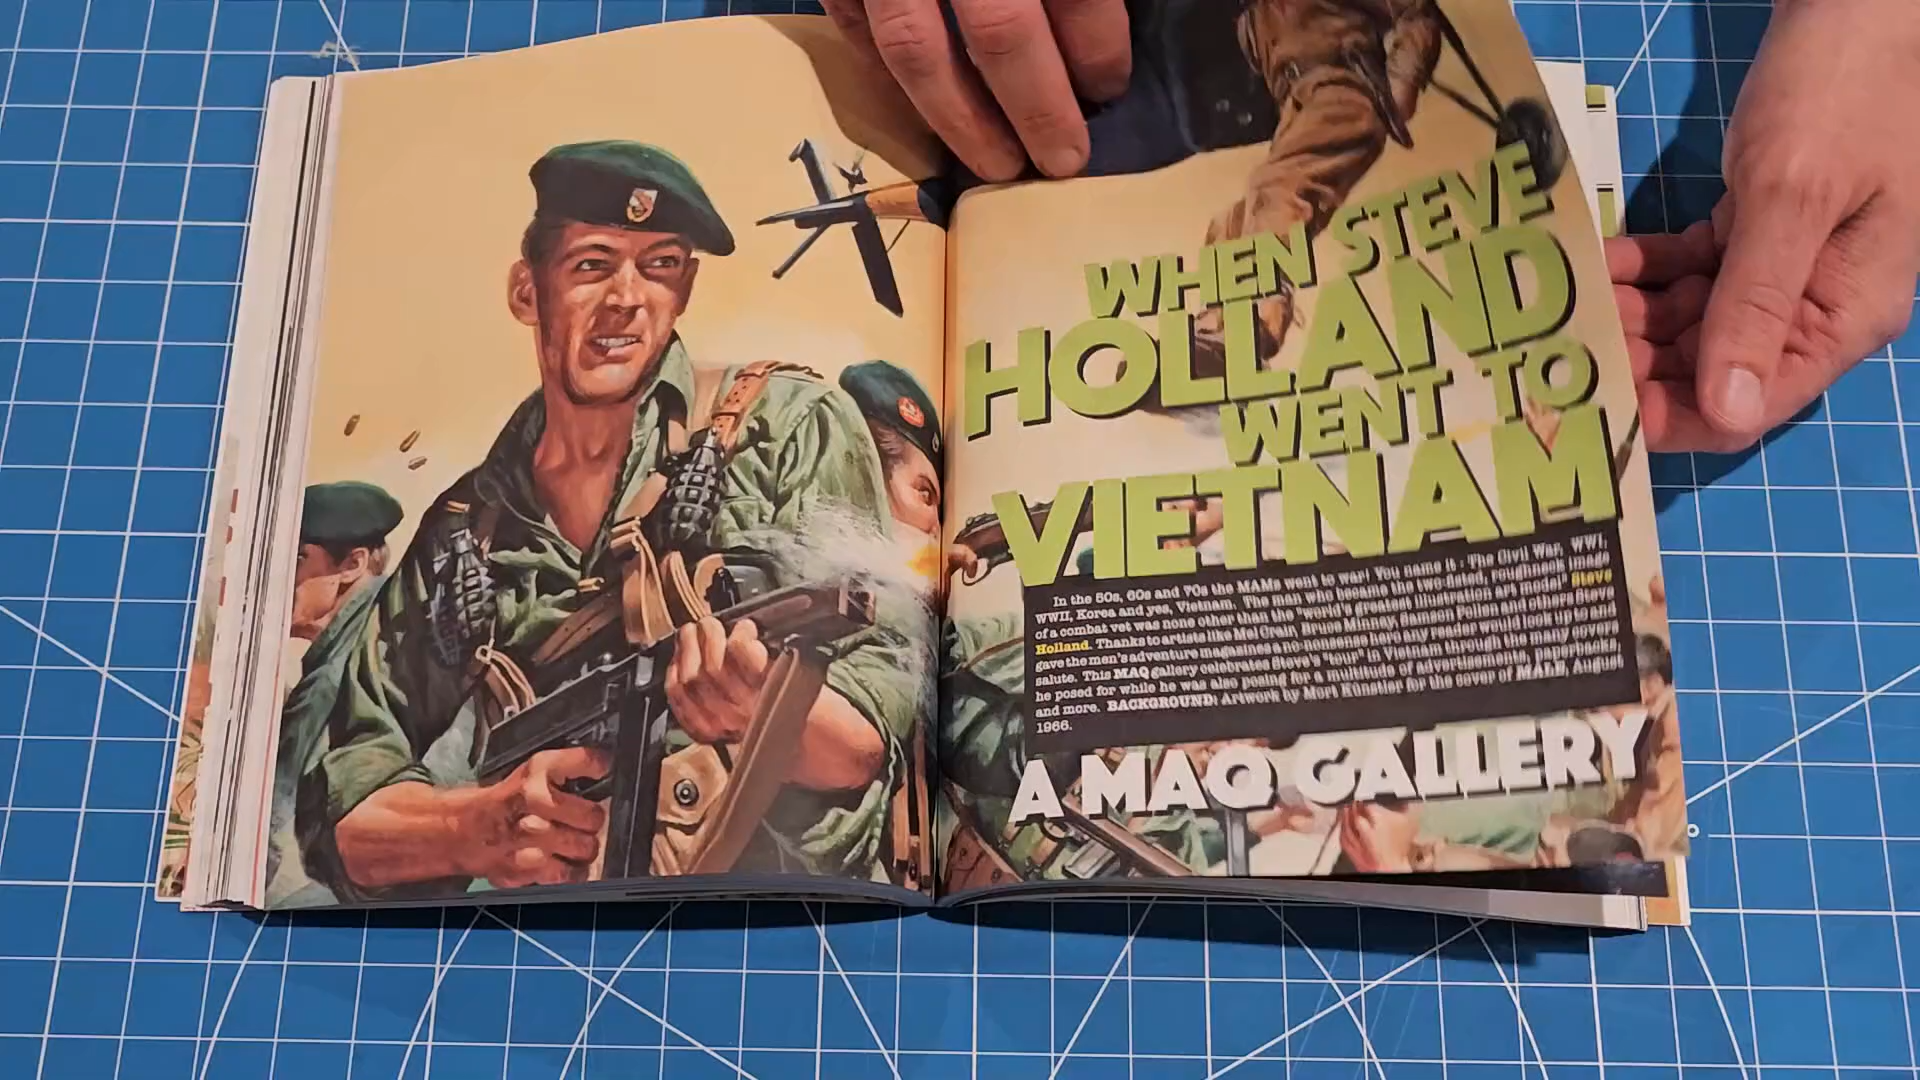 WHEN STEVE
HOLLAND
WENT TO
VIETNAM
In the 50s, 60s and 70s the MAMs went to war! You name it - The Civil War, WWI,
WWII, Korea and yes, Vietnam. The man who became the two-fisted, roughneck image
of a combat vet was none other than the "world's greatest illustration art model" Steve
Holland. Thanks to artists like Mel Crair, Bruce Minney, Samson Pollen and others Steve
gave the men's adventure magazines a no-nonsense hero any reader would look up to and
salute. This MAQ gallery celebrates Steve's "tour" in Vietnam through the many covers
he posed for while he was also posing for a multitude of advertisements, paperbacks
and more. BACKGROUND: Artwork by Mort Künstler for the cover of MALE, August
1966.
A MAQ GALLERY